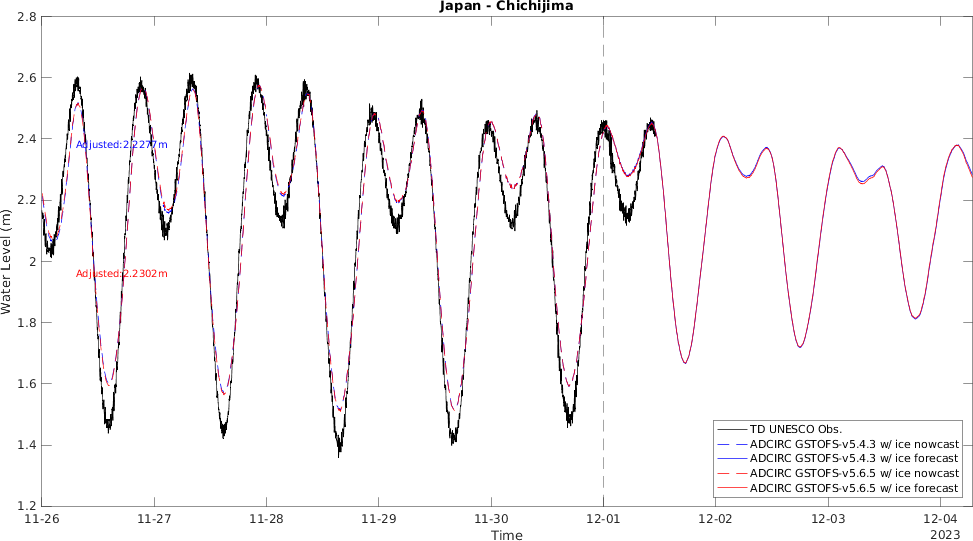 Japan - Chichijima
2.8
2.6
2.4
2.2
2
1.8
1.6
1.4
1.2
Water Level (m)
Adjusted:2.2277m
Adjusted:2.2302m
TD UNESCO Obs.
ADCIRC GSTOFS-v5.4.3 w/ ice nowcast
ADCIRC GSTOFS-v5.4.3 w/ ice forecast
ADCIRC GSTOFS-v5.6.5 w/ ice nowcast
ADCIRC GSTOFS-v5.6.5 w/ ice forecast
11-26 11-27 11-28 11-29 11-30 12-01 12-02 12-03 12-04
Time
2023